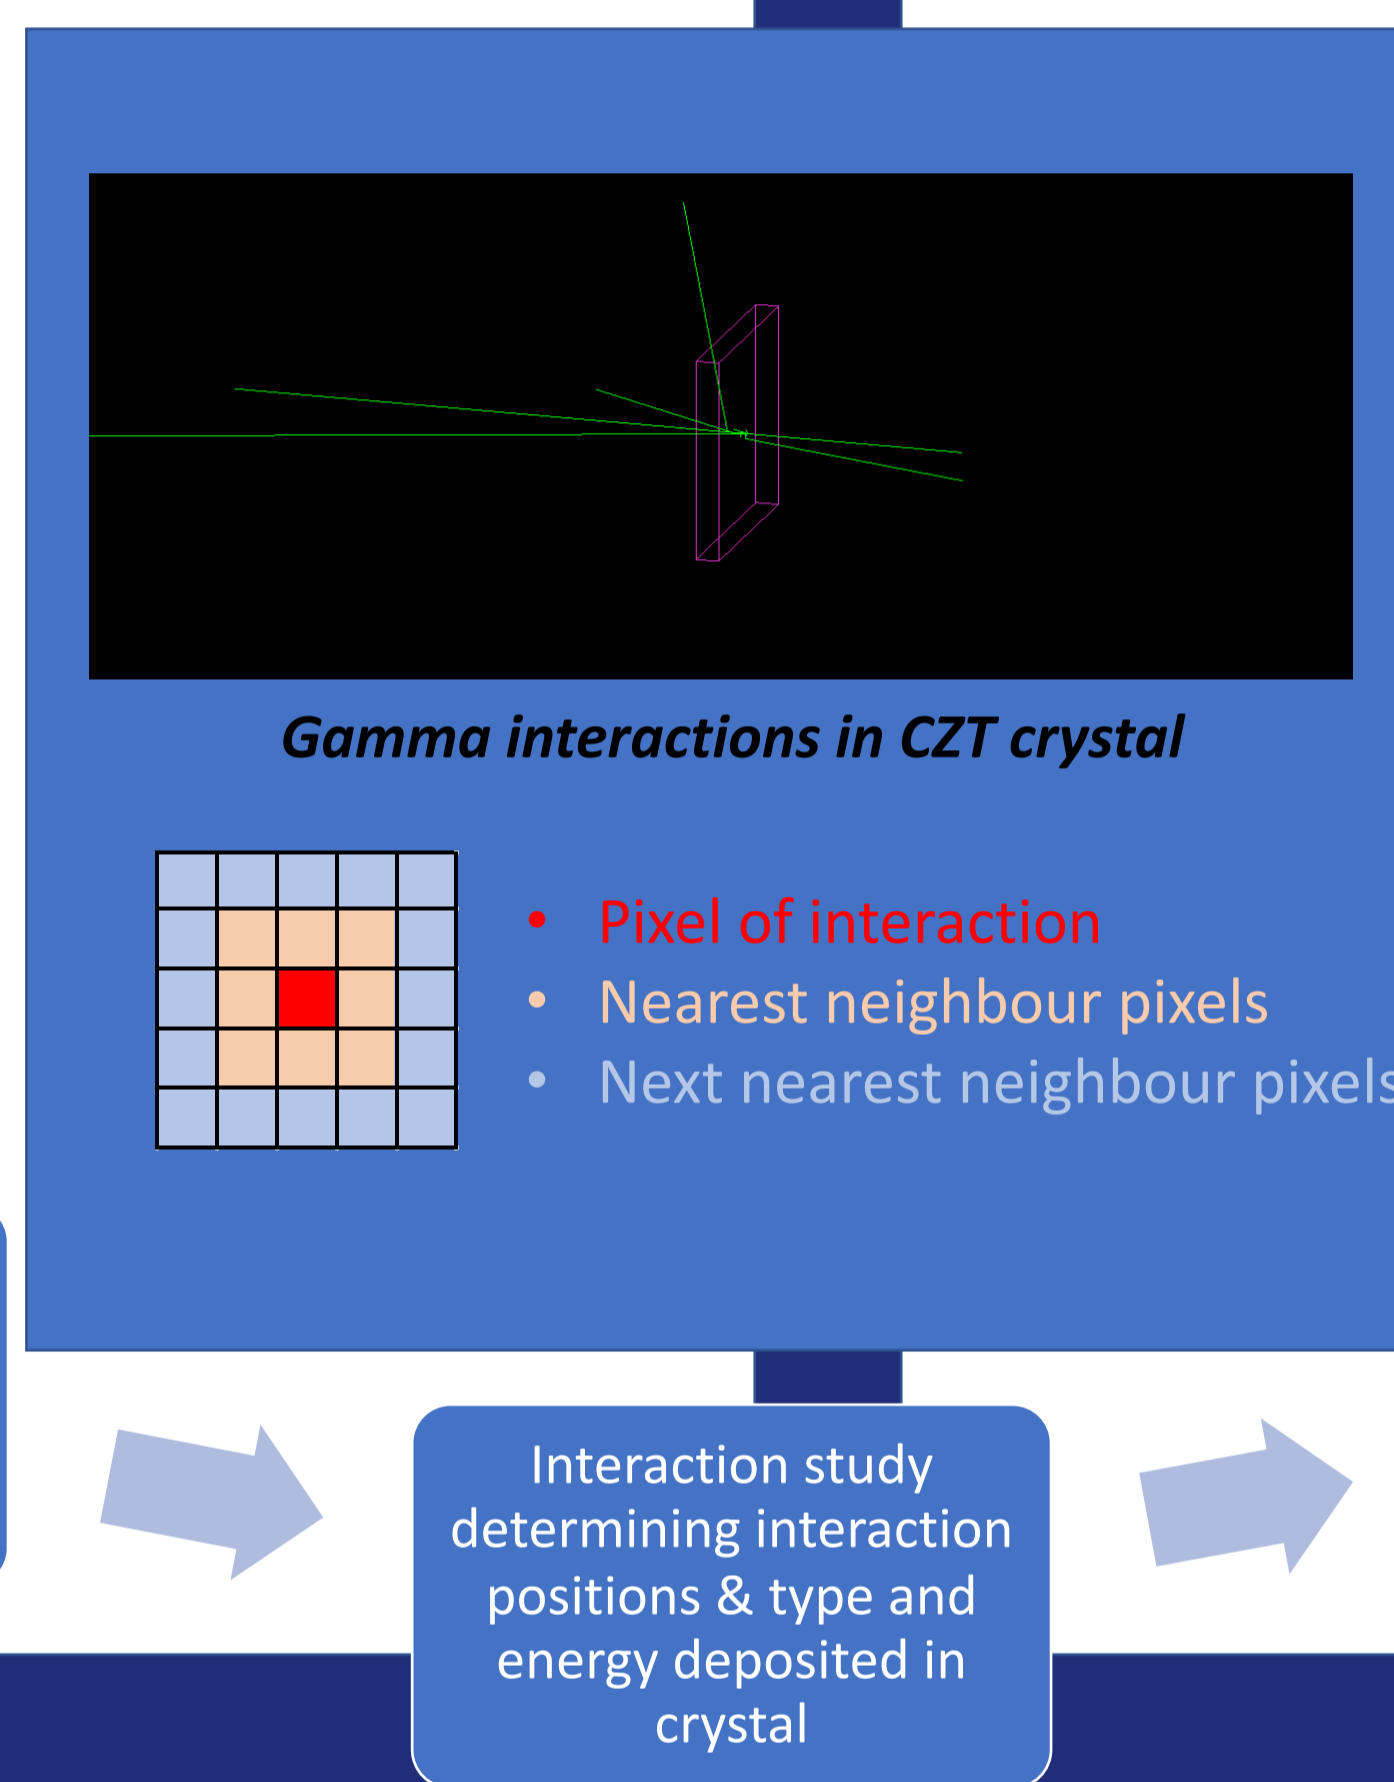 Gamma interactions in CZT crystal
• Pixel of interaction
• Nearest neighbour pixels
• Next nearest neighbour pixels
Interaction study
determining interaction
positions & type and
energy deposited in
crystal